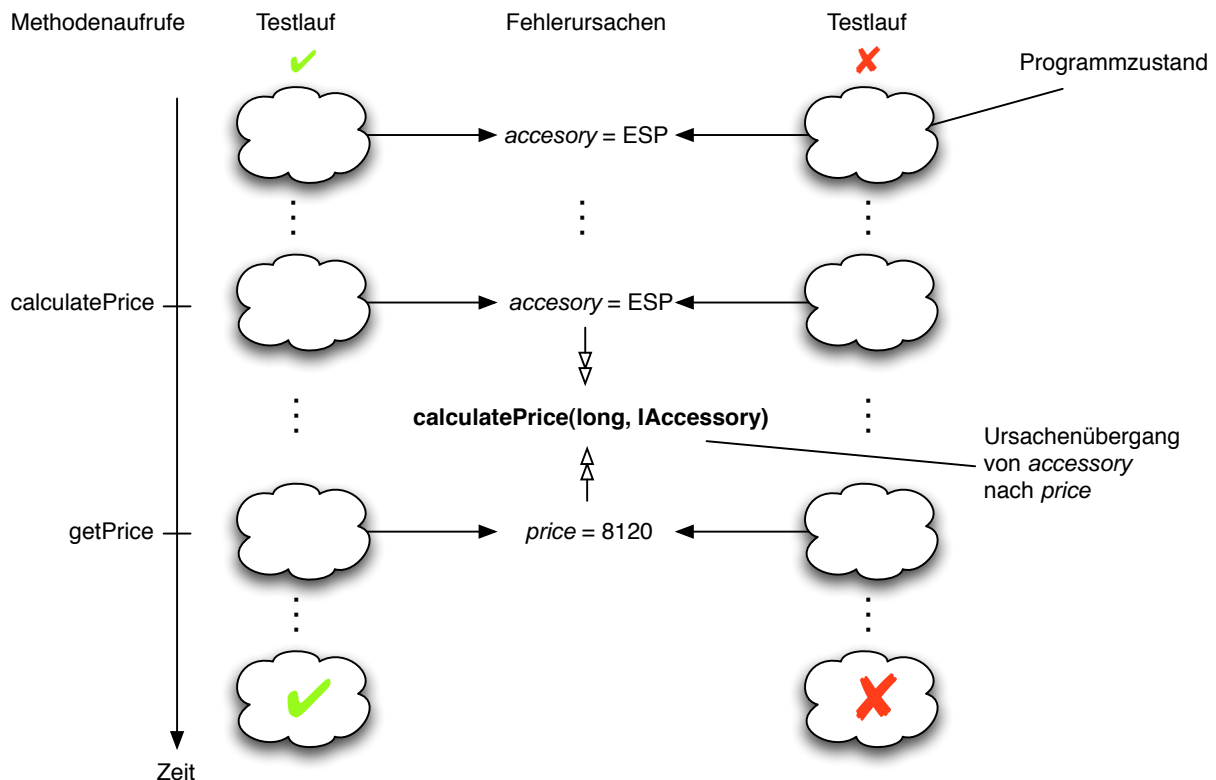 Methodenaufrufe Testlauf Fehlerursachen Testlauf
Programmzustand
accesory = ESP
calculatePrice
accesory = ESP
calculatePrice(long, IAccessory)
Ursachenübergang
von accessory
nach price
getPrice
price = 8120
Zeit